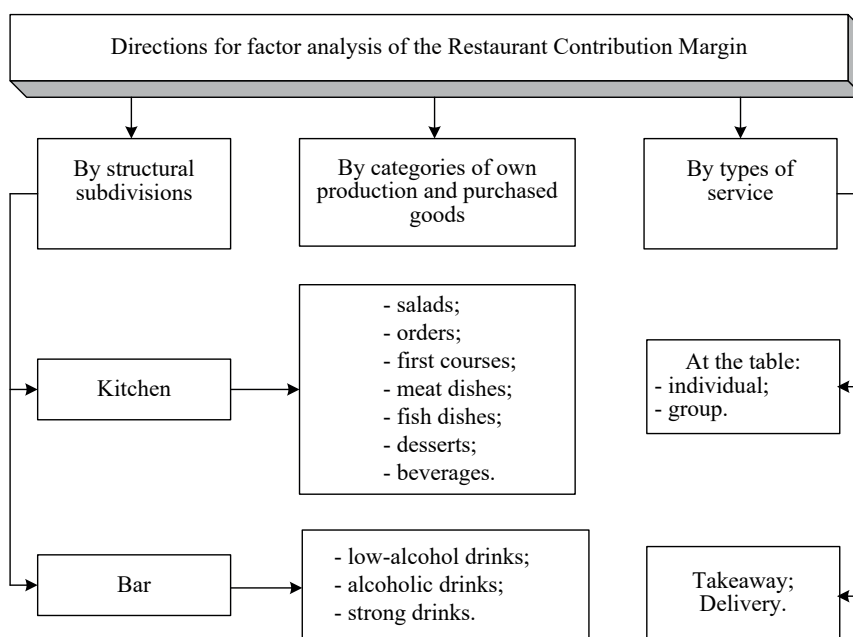 Directions for factor analysis of the Restaurant Contribution Margin
By structural
subdivisions
By categories of own
production and purchased
goods
By types of
service
Kitchen
- salads;
- orders;
- first courses;
- meat dishes;
- fish dishes;
- desserts;
- beverages.
At the table:
- individual;
- group.
Bar
- low-alcohol drinks;
- alcoholic drinks;
- strong drinks.
Takeaway;
Delivery.